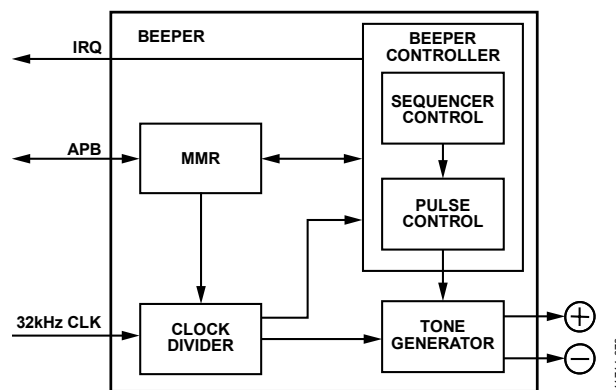 IRQ
BEEPER
BEEPER
CONTROLLER
SEQUENCER
CONTROL
APB
MMR
PULSE
CONTROL
32kHz CLK
CLOCK
DIVIDER
TONE
GENERATOR
+
−